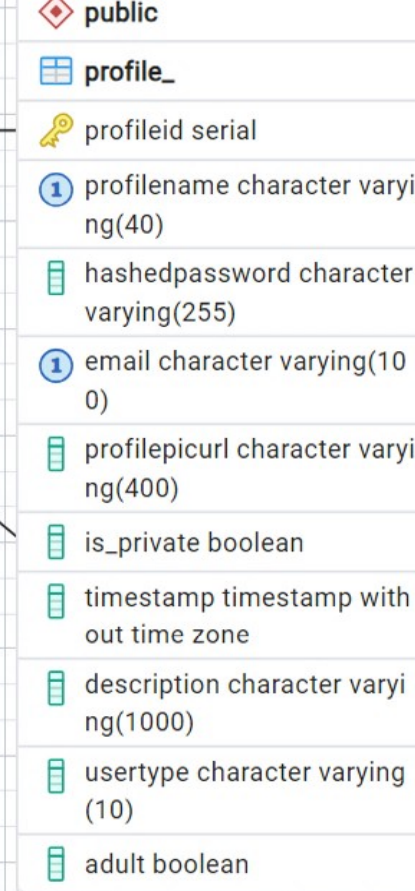 public
profile_
profileid serial
1 profilename character varyi
ng(40)
hashedpassword character
varying(255)
1 email character varying(10
0)
profilepicurl character varyi
ng(400)
is_private boolean
timestamp timestamp with
out time zone
description character varyi
ng(1000)
usertype character varying
(10)
adult boolean